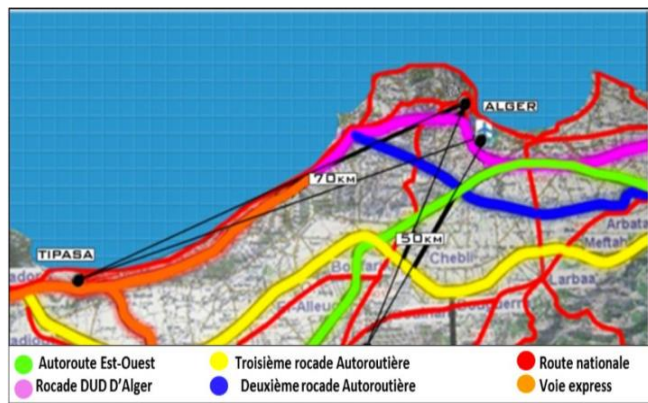 ALGER
70KM
TIPASA
50KM
Chebli
Arbata
Meftah
Larbaa
Autoroute Est-Ouest
Troisième rocade Autoroutière
Route nationale
Rocade DUD D'Alger
Deuxième rocade Autoroutière
Voie express